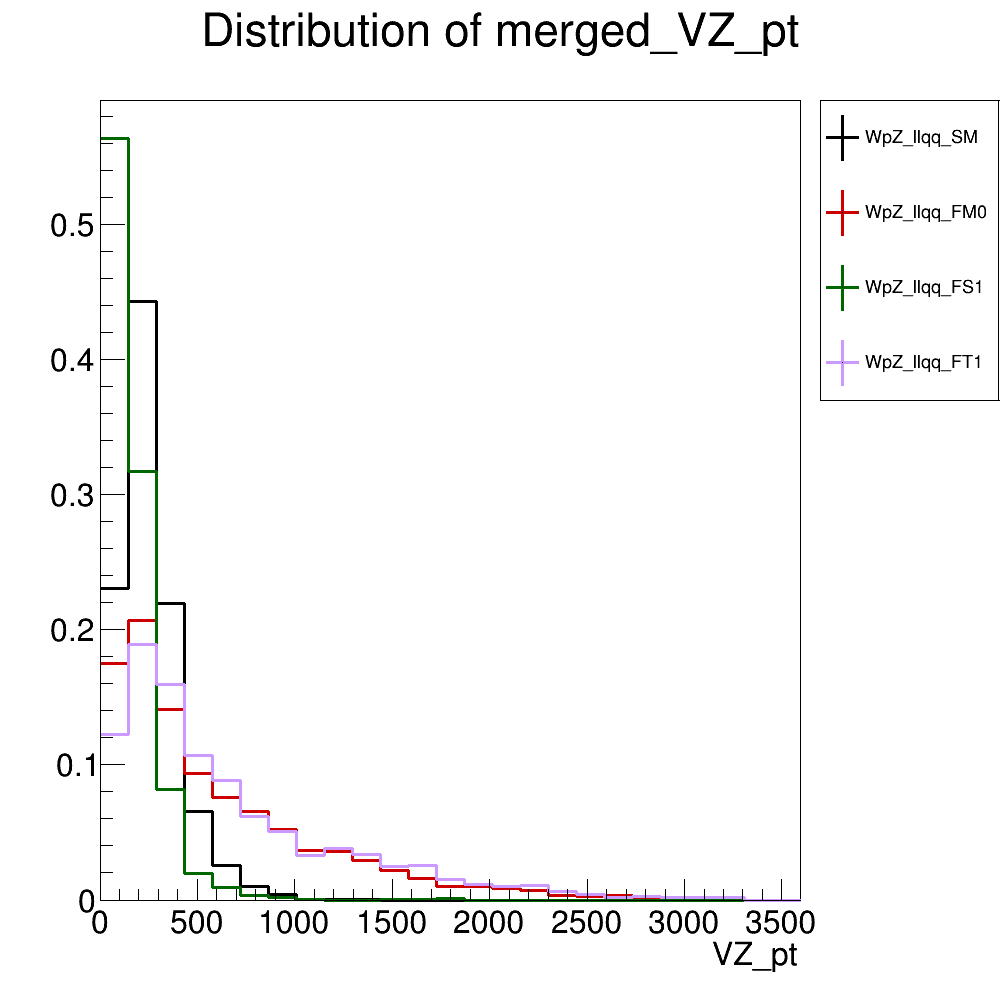 Distribution of merged_VZ_pt
WpZ_llqq_SM
WpZ_llqq_FM0
WpZ_llqq_FS1
WpZ_llqq_FT1
0.5
0.4
0.3
0.2
0.1
0
0 500 1000 1500 2000 2500 3000 3500
VZ_pt